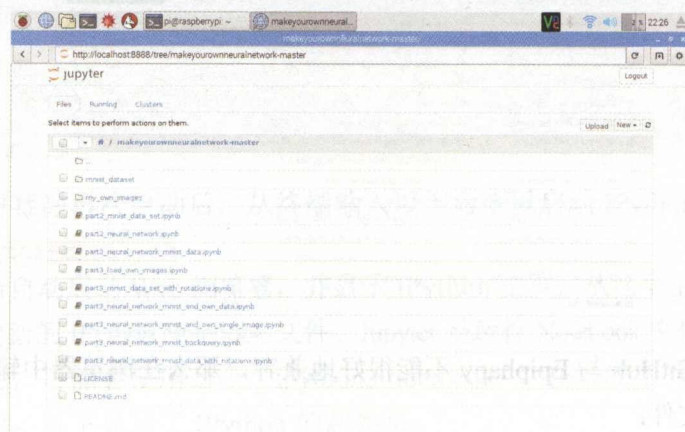 pi@raspberrypi ~
makeyourownneural...
22:26
makeyourownneuralnetwork-master/
http://localhost:8888/tree/makeyourownneuralnetwork-master
jupyter
Logout
Files Running Clusters
Select items to perform actions on them.
Upload New
/ makeyourownneuralnetwork-master
..
mnist_dataset
my_own_images
part2_mnist_data_set.ipynb
part2_neural_network.ipynb
part3_neural_network_mnist_data.ipynb
part3_load_own_images.ipynb
part3_mnist_data_set_with_rotations.ipynb
part3_neural_network_mnist_and_own_data.ipynb
part3_neural_network_mnist_and_own_single_image.ipynb
part3_neural_network_mnist_backquery.ipynb
part3_neural_network_mnist_data_with_rotations.ipynb
LICENSE
README.md